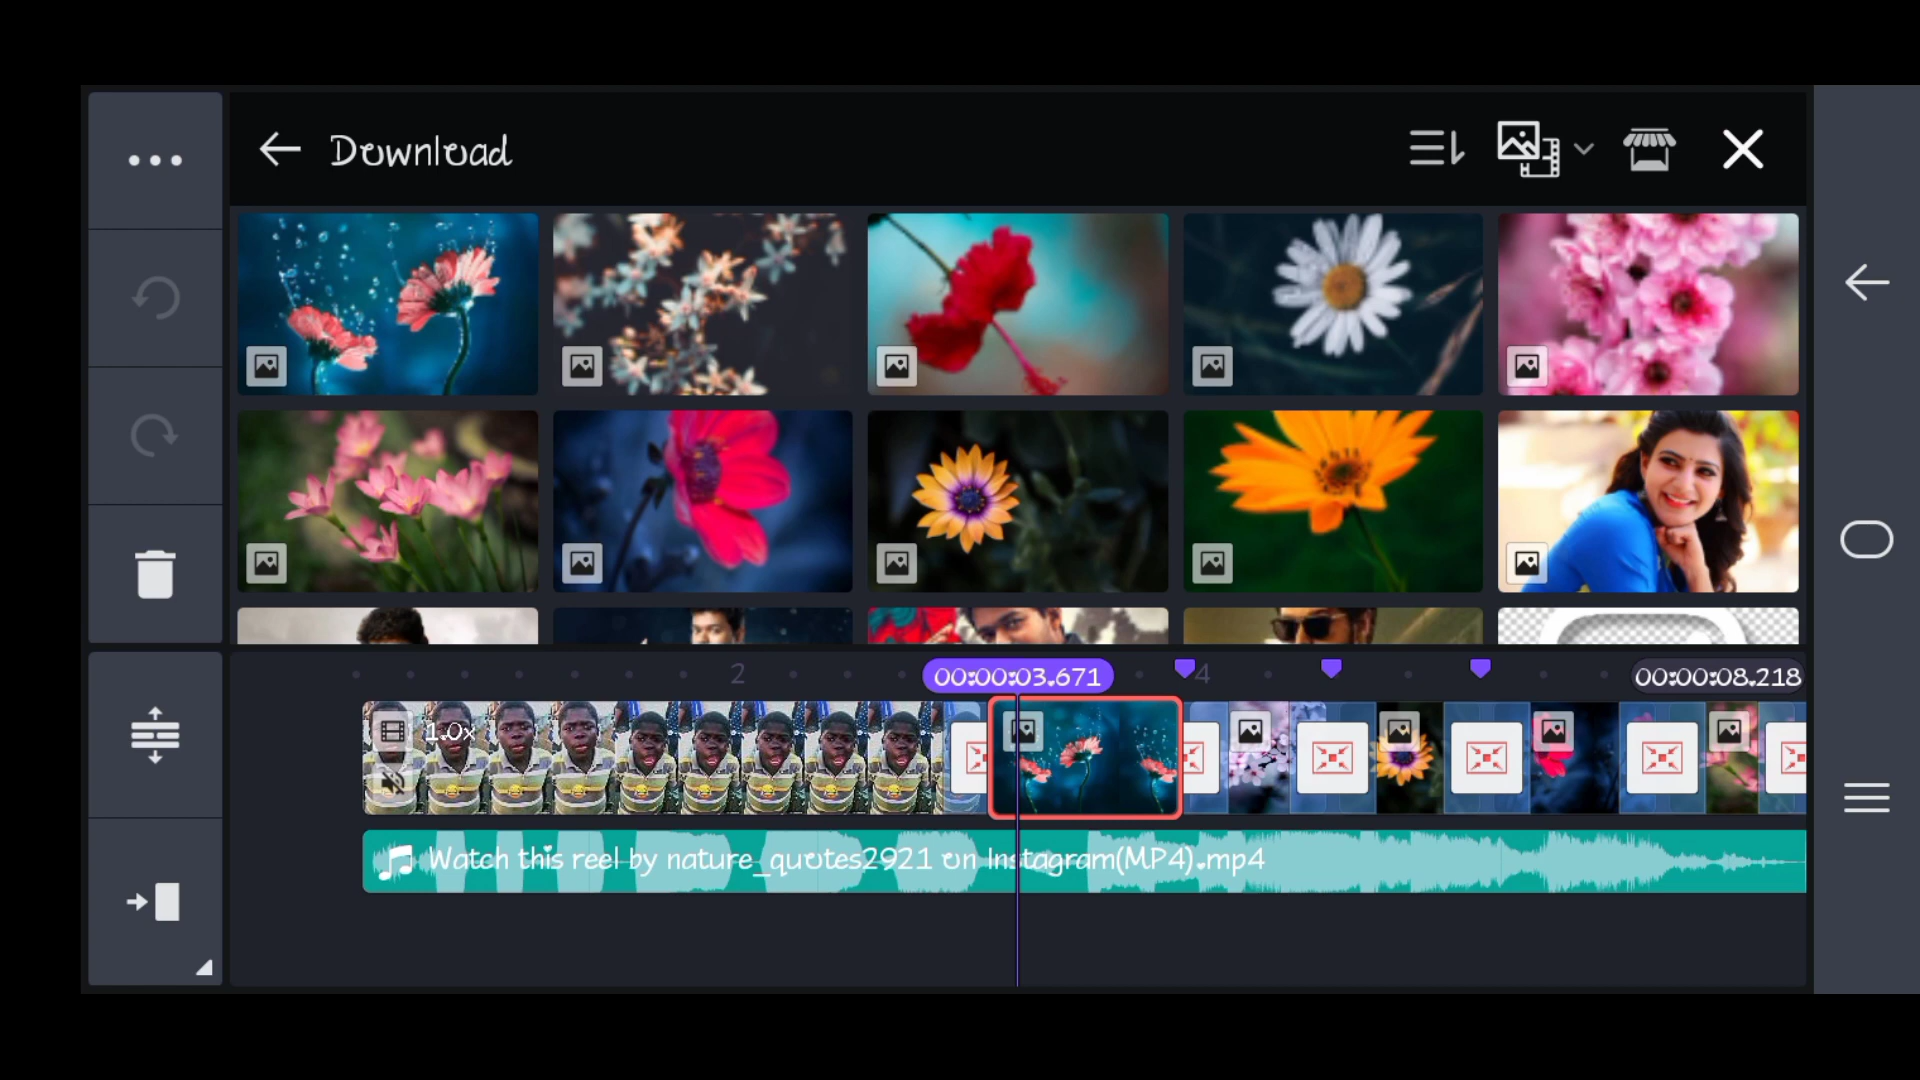 Download
2
00:00:03.671
4
00:00:08.218
1.0x
Watch this reel by nature_quotes2921 on Instagram(MP4).mp4